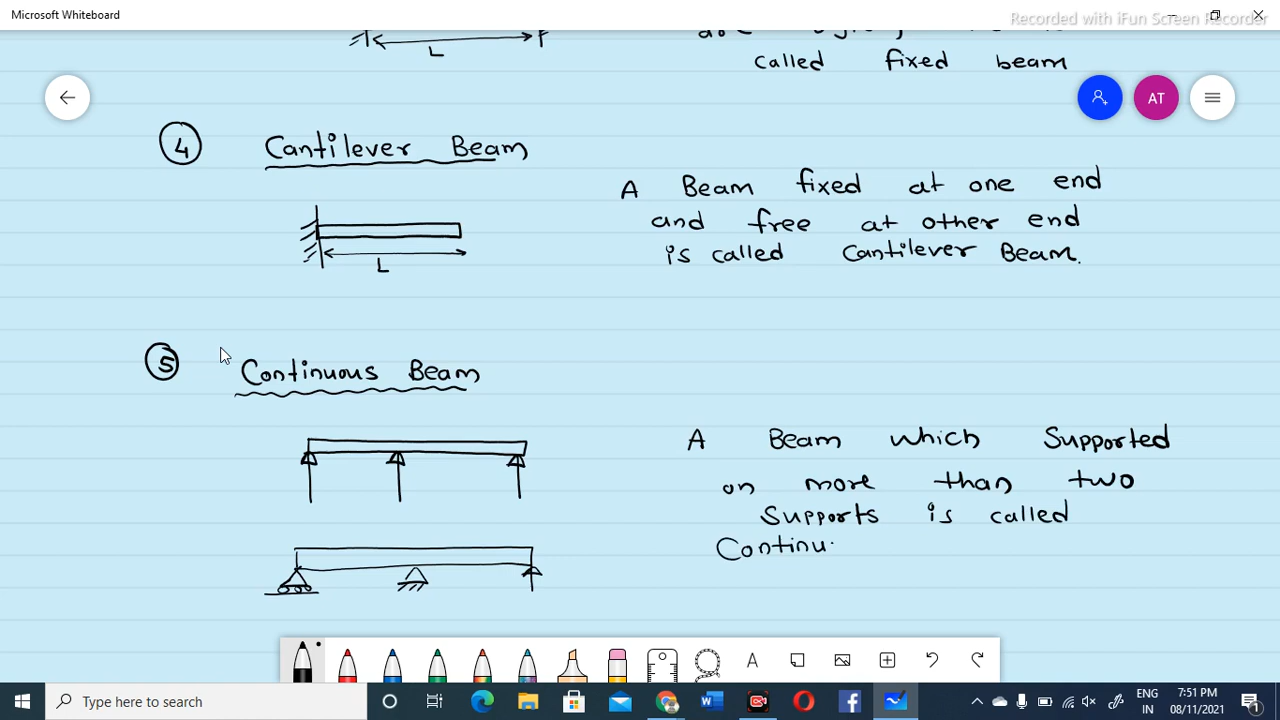 Microsoft Whiteboard
Recorded with iFun Screen Recorder
L
called fixed beam
AT
4 Cantilever Beam
A Beam fixed at one end
and free at other end
is called Cantilever Beam.
L
5 Continuous Beam
A Beam which Supported
on more than two
Supports is called
Continu
A
Type here to search
ENG
IN
7:51 PM
08/11/2021
1